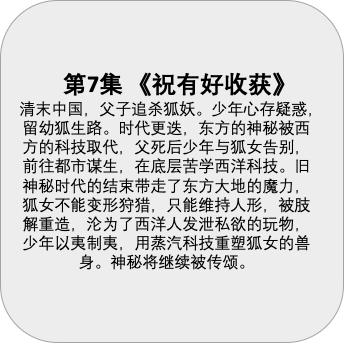 第7集 《祝有好收获》
清末中国，父子追杀狐妖。少年心存疑惑，
留幼狐生路。时代更迭，东方的神秘被西
方的科技取代，父死后少年与狐女告别，
前往都市谋生，在底层苦学西洋科技。旧
神秘时代的结束带走了东方大地的魔力，
狐女不能变形狩猎，只能维持人形，被肢
解重造，沦为了西洋人发泄私欲的玩物，
少年以夷制夷，用蒸汽科技重塑狐女的兽
身。神秘将继续被传颂。